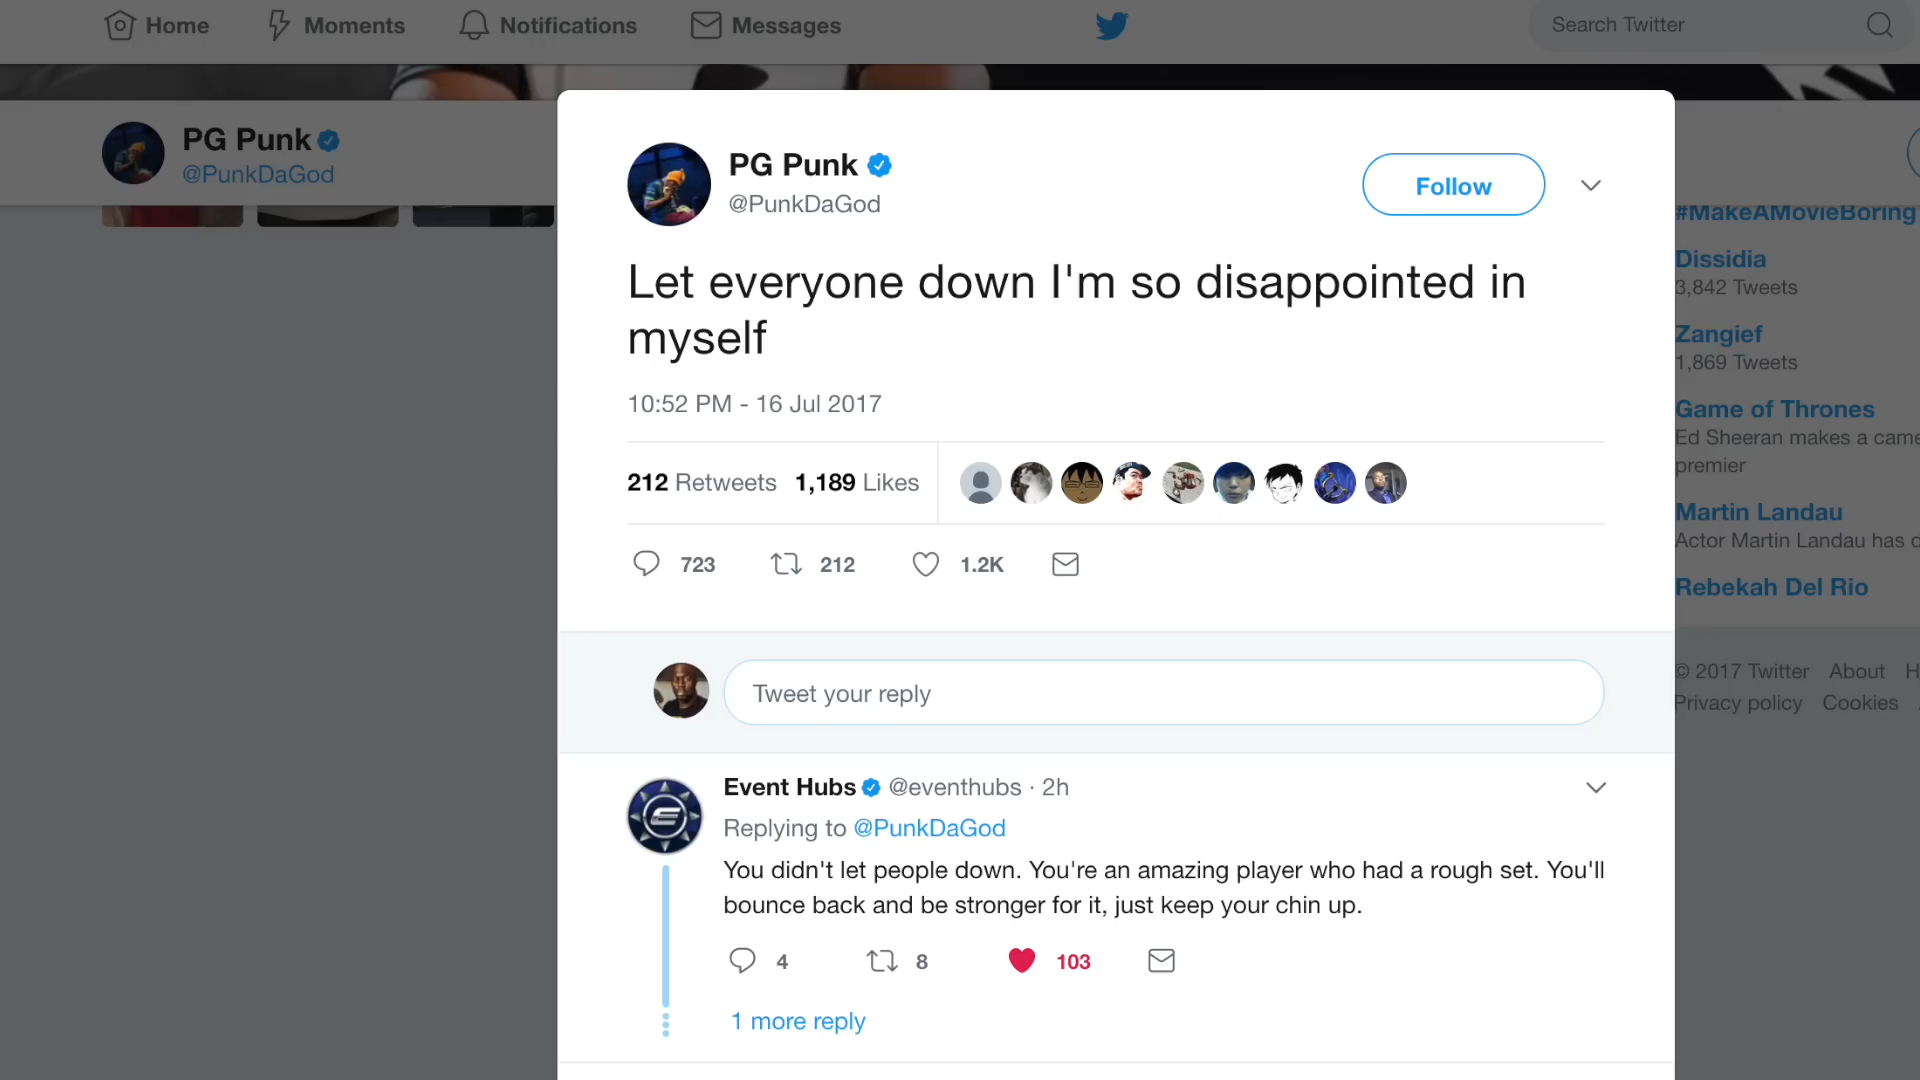 Home
Moments
Notifications
Messages
Search Twitter
PG Punk
@PunkDaGod
PG Punk
@PunkDaGod
Follow
Let everyone down I'm so disappointed in
myself
10:52 PM - 16 Jul 2017
212 Retweets 1,189 Likes
723 212 1.2K
Tweet your reply
Event Hubs @eventhubs · 2h
Replying to @PunkDaGod
You didn't let people down. You're an amazing player who had a rough set. You'll
bounce back and be stronger for it, just keep your chin up.
4 8 103
1 more reply
#MakeAMovieBoring
Dissidia
3,842 Tweets
Zangief
1,869 Tweets
Game of Thrones
Ed Sheeran makes a came
premier
Martin Landau
Actor Martin Landau has
Rebekah Del Rio
© 2017 Twitter About H
Privacy policy Cookies